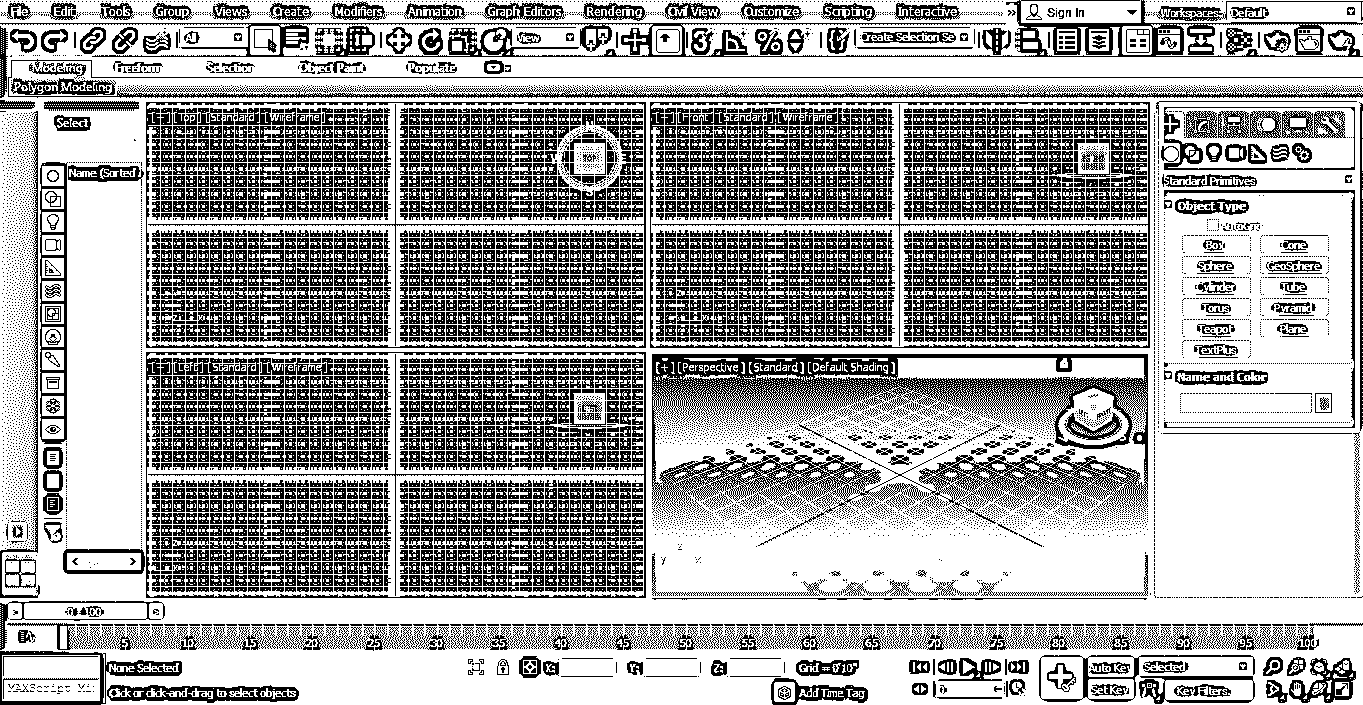 File Edit Tools Group Views Create Modifiers Animation Graph Editors Rendering Civil View Customize Scripting Interactive » Sign In Workspaces: Default
All View Create Selection Se
Modeling Freeform Selection Object Paint Populate
Polygon Modeling
Select
Name (Sorted
[+] [Top] [Standard] [Wireframe]
[+] [Front] [Standard] [Wireframe]
[+] [Left] [Standard] [Wireframe]
[+] [Perspective] [Standard] [Default Shading]
Standard Primitives
Object Type
AutoGrid
Box Cone
Sphere GeoSphere
Cylinder Tube
Torus Pyramid
Teapot Plane
TextPlus
Name and Color
0 / 100
5 10 15 20 25 30 35 40 45 50 55 60 65 70 75 80 85 90 95 100
None Selected X: Y: Z: Grid = 0'10" Auto Key Selected
MAXScript Mi Click or click-and-drag to select objects Add Time Tag 0 Set Key Key Filters...